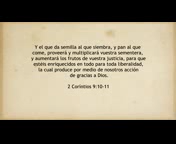 Y el que da semilla al que siembra, y pan al que
come, proveerá y multiplicará vuestra sementera,
y aumentará los frutos de vuestra justicia, para que
estéis enriquecidos en todo para toda liberalidad,
la cual produce por medio de nosotros acción
de gracias a Dios.
2 Corintios 9:10-11